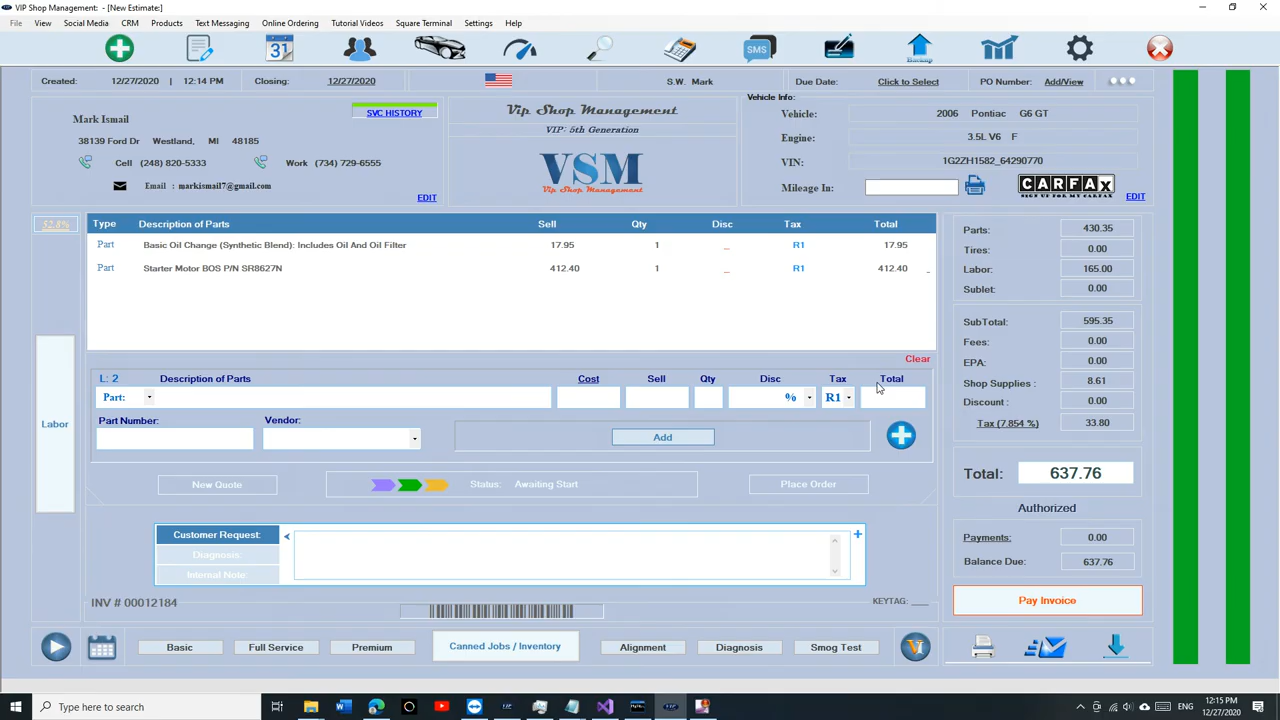 VIP Shop Management: - [New Estimate:]
File View Social Media CRM Products Text Messaging Online Ordering Tutorial Videos Square Terminal Settings Help
31 SMS Backup
Created: 12/27/2020 | 12:14 PM Closing: 12/27/2020 S.W. Mark Due Date: Click to Select PO Number: Add/View
Mark Ismail
SVC HISTORY
38139 Ford Dr Westland, MI 48185
Cell (248) 820-5333 Work (734) 729-6555
Email : markismail7@gmail.com
EDIT
Vip Shop Management
VIP: 5th Generation
VSM
Vip Shop Management
Vehicle Info:
Vehicle: 2006 Pontiac G6 GT
Engine: 3.5L V6 F
VIN: 1G2ZH1582_64290770
Mileage In: CARFAX
SIGN UP FOR MY CARFAX
EDIT
52.8%
Type Description of Parts Sell Qty Disc Tax Total
Part Basic Oil Change (Synthetic Blend): Includes Oil And Oil Filter 17.95 1 _ R1 17.95
Part Starter Motor BOS P/N SR8627N 412.40 1 _ R1 412.40 _
Labor
Clear
L: 2 Description of Parts Cost Sell Qty Disc Tax Total
Part: % R1
Part Number: Vendor:
Add
New Quote Status: Awaiting Start Place Order
Customer Request: <
+
Diagnosis:
Internal Note:
INV # 00012184
KEYTAG: ___
Parts: 430.35
Tires: 0.00
Labor: 165.00
Sublet: 0.00
SubTotal: 595.35
Fees: 0.00
EPA: 0.00
Shop Supplies : 8.61
Discount : 0.00
Tax (7.854 %) 33.80
Total: 637.76
Authorized
Payments: 0.00
Balance Due: 637.76
Pay Invoice
Basic Full Service Premium Canned Jobs / Inventory Alignment Diagnosis Smog Test
Type here to search
ENG
12:15 PM
12/27/2020